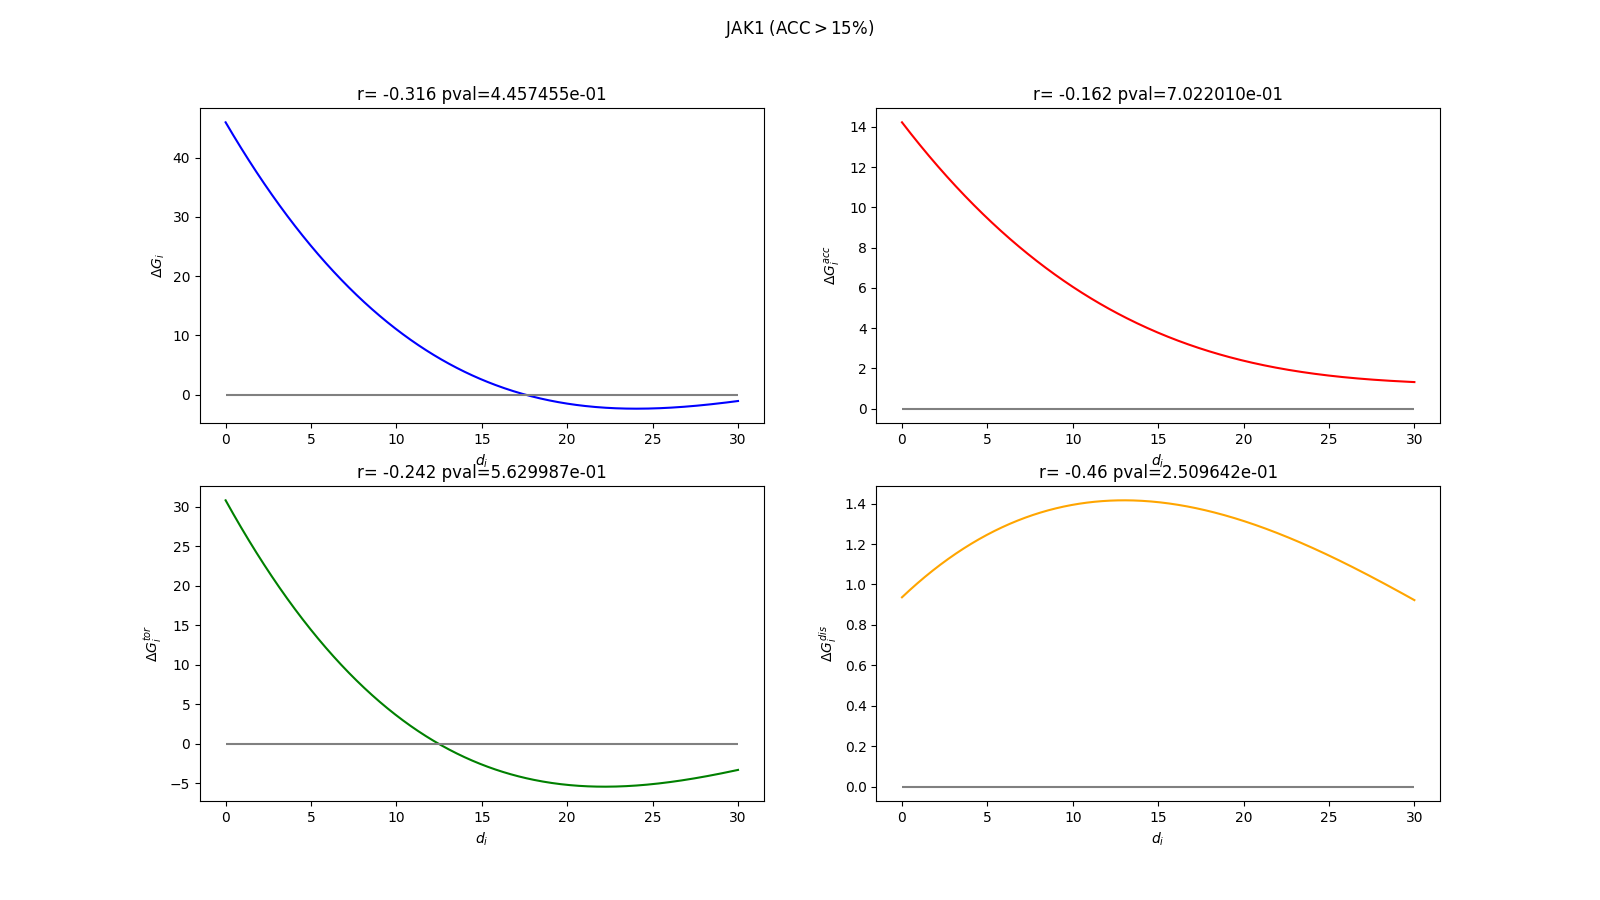 JAK1 (ACC > 15%)
r= -0.316 pval=4.457455e-01
40
30
20
10
0
ΔG_i
0 5 10 15 20 25 30
d_i
r= -0.162 pval=7.022010e-01
14
12
10
8
6
4
2
0
ΔG_i^acc
0 5 10 15 20 25 30
d_i
r= -0.242 pval=5.629987e-01
30
25
20
15
10
5
0
−5
ΔG_i^tor
0 5 10 15 20 25 30
d_i
r= -0.46 pval=2.509642e-01
1.4
1.2
1.0
0.8
0.6
0.4
0.2
0.0
ΔG_i^dis
0 5 10 15 20 25 30
d_i